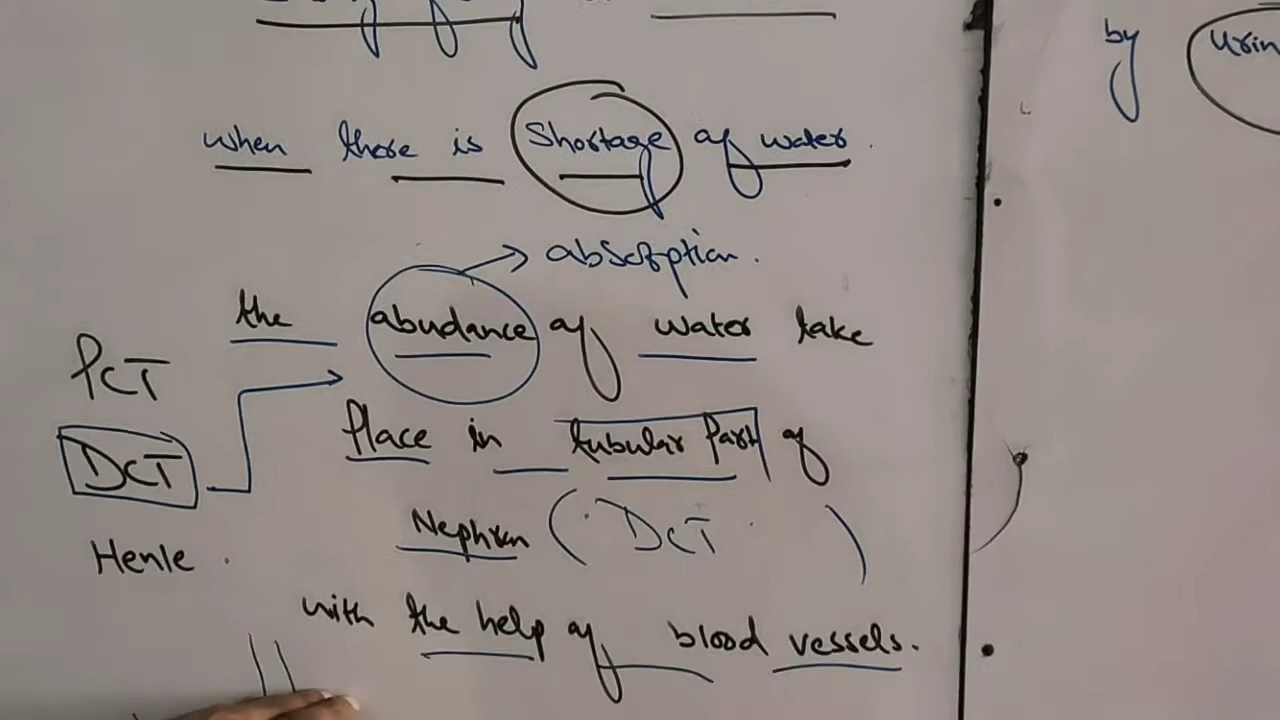 when there is Shortage of water.
→ absorption.
the abudance of water take
PCT
Place in tubular Part of
DCT
Nephron ( DCT )
Henle.
with the help of blood vessels.
by